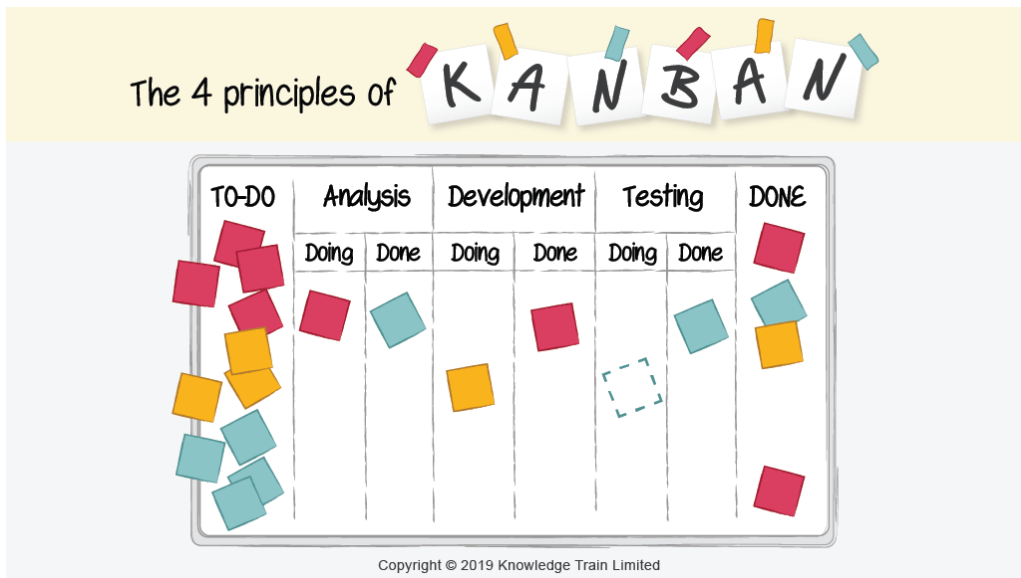 The 4 principles of KANBAN
TO-DO Analysis Development Testing DONE
Doing Done Doing Done Doing Done
Copyright © 2019 Knowledge Train Limited